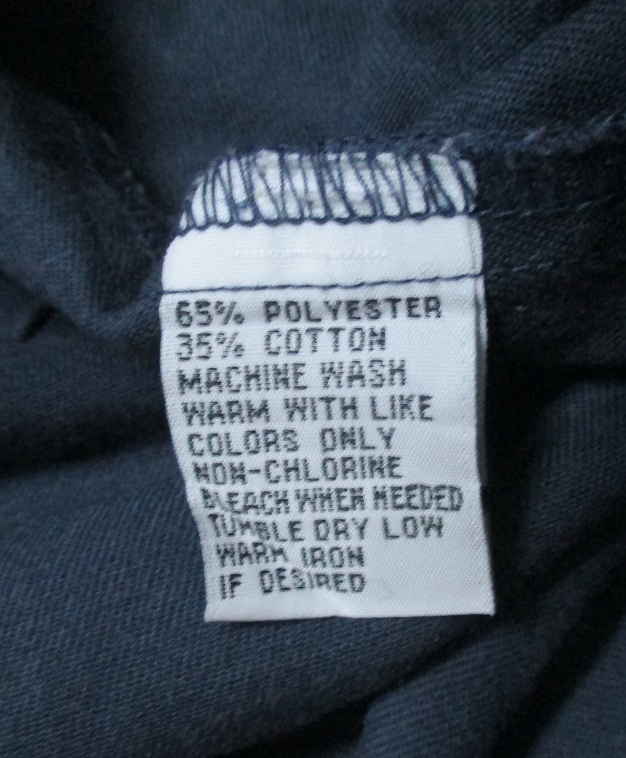 65% POLYESTER
35% COTTON
MACHINE WASH
WARM WITH LIKE
COLORS ONLY
NON-CHLORINE
BLEACH WHEN NEEDED
TUMBLE DRY LOW
WARM IRON
IF DESIRED